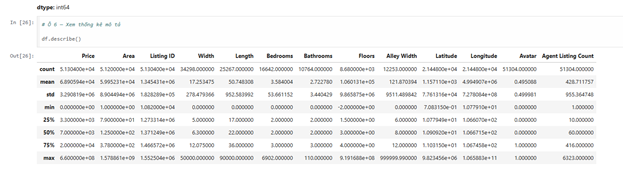 dtype: int64
In [26]:
# Ô 6 — Xem thống kê mô tả
df.describe()
Out[26]:
Price Area Listing ID Width Length Bedrooms Bathrooms Floors Alley Width Latitude Longitude Avatar Agent Listing Count
count 5.130400e+04 5.120000e+04 5.130400e+04 34298.000000 25267.000000 16642.000000 10784.000000 8.680000e+03 12253.000000 2.144800e+04 2.144800e+04 51304.000000 51304.000000
mean 6.890594e+04 5.995231e+04 1.345431e+06 17.253475 50.748308 3.584004 2.722780 1.060131e+05 121.870394 1.157110e+03 4.994907e+06 0.495088 428.711757
std 3.290819e+06 8.904494e+06 1.828289e+05 278.479366 952.583992 53.661152 3.440429 9.865875e+06 9511.489842 7.761316e+04 7.278084e+08 0.499981 955.364748
min 0.000000e+00 1.000000e+00 1.082000e+04 0.000000 0.000000 0.000000 0.000000 -2.000000e+00 0.000000 7.083150e-01 1.077910e+01 0.000000 1.000000
25% 3.300000e+03 7.900000e+01 1.273314e+06 5.000000 17.000000 2.000000 2.000000 1.500000e+00 6.000000 1.077949e+01 1.066070e+02 0.000000 10.000000
50% 7.000000e+03 1.250000e+02 1.371249e+06 6.300000 22.000000 2.000000 2.000000 3.000000e+00 8.000000 1.090920e+01 1.066715e+02 0.000000 60.000000
75% 2.000000e+04 3.780000e+02 1.466572e+06 12.075000 36.000000 3.000000 3.000000 4.000000e+00 12.000000 1.103150e+01 1.067458e+02 1.000000 416.000000
max 6.600000e+08 1.578861e+09 1.552504e+06 50000.000000 90000.000000 6902.000000 110.000000 9.191688e+08 999999.990000 9.823456e+06 1.065883e+11 1.000000 6323.000000